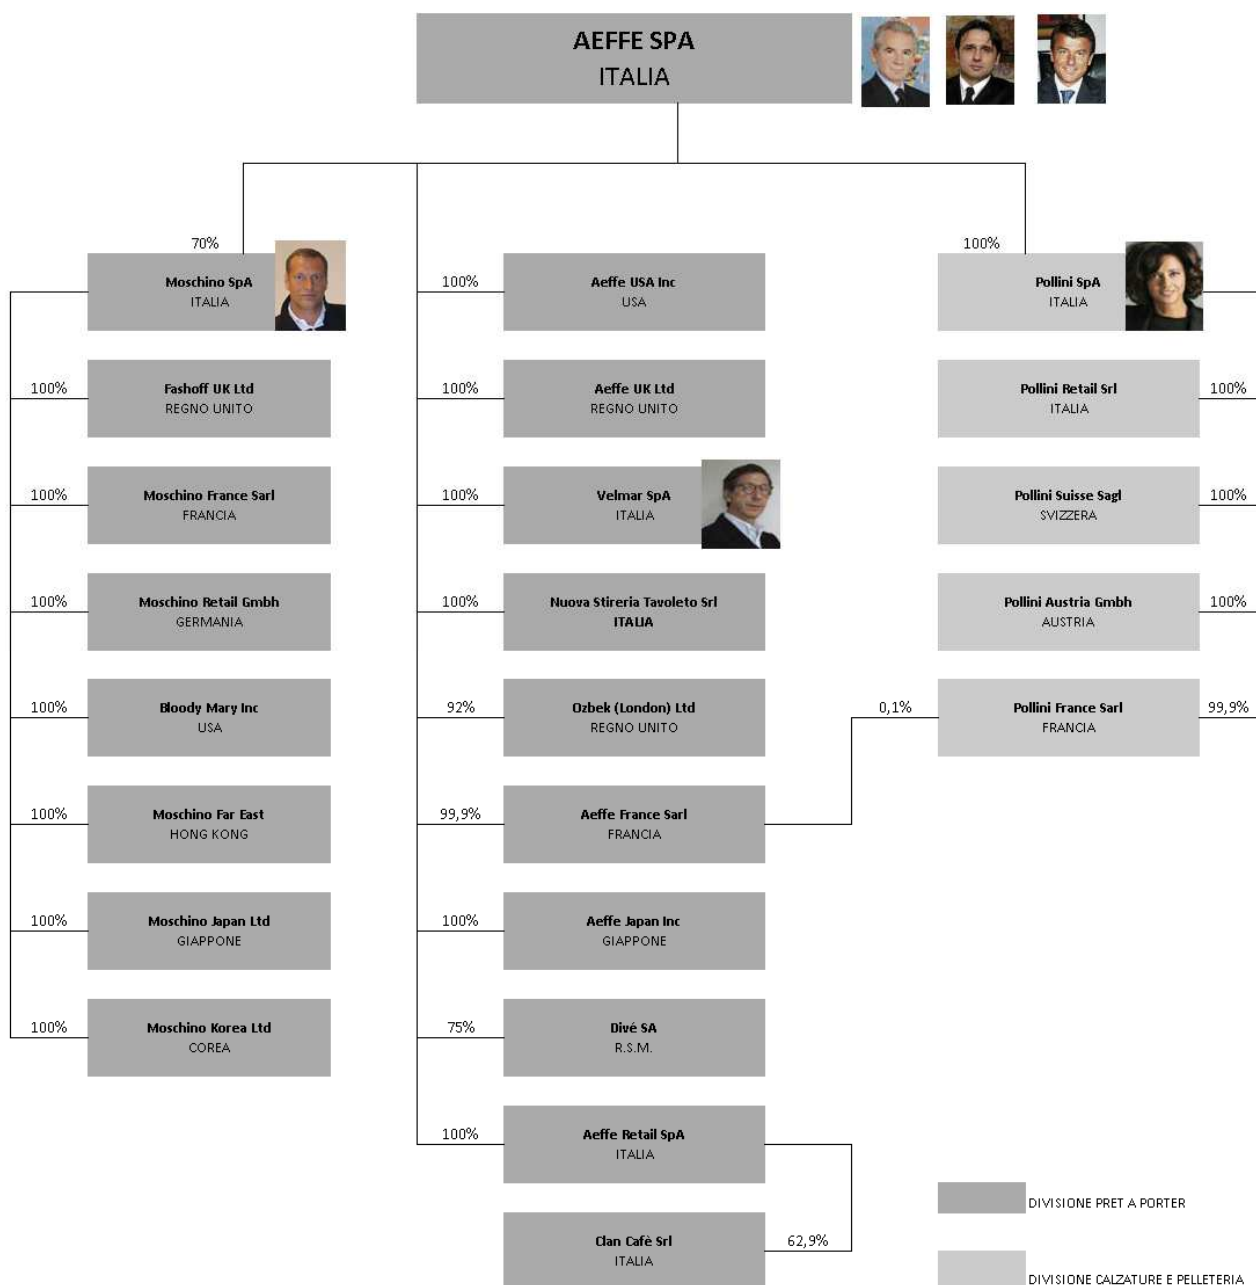 AEFFE SPA
ITALIA
70%
Moschino SpA
ITALIA
100%
Fashoff UK Ltd
REGNO UNITO
100%
Moschino France Sarl
FRANCIA
100%
Moschino Retail Gmbh
GERMANIA
100%
Bloody Mary Inc
USA
100%
Moschino Far East
HONG KONG
100%
Moschino Japan Ltd
GIAPPONE
100%
Moschino Korea Ltd
COREA
100%
Aeffe USA Inc
USA
100%
Aeffe UK Ltd
REGNO UNITO
100%
Velmar SpA
ITALIA
100%
Nuova Stireria Tavoleto Srl
ITALIA
92%
Ozbek (London) Ltd
REGNO UNITO
99,9%
Aeffe France Sarl
FRANCIA
100%
Aeffe Japan Inc
GIAPPONE
75%
Divé SA
R.S.M.
100%
Aeffe Retail SpA
ITALIA
Clan Cafè Srl
ITALIA
62,9%
100%
Pollini SpA
ITALIA
Pollini Retail Srl
ITALIA
100%
Pollini Suisse Sagl
SVIZZERA
100%
Pollini Austria Gmbh
AUSTRIA
100%
0,1%
Pollini France Sarl
FRANCIA
99,9%
DIVISIONE PRET A PORTER
DIVISIONE CALZATURE E PELLETERIA